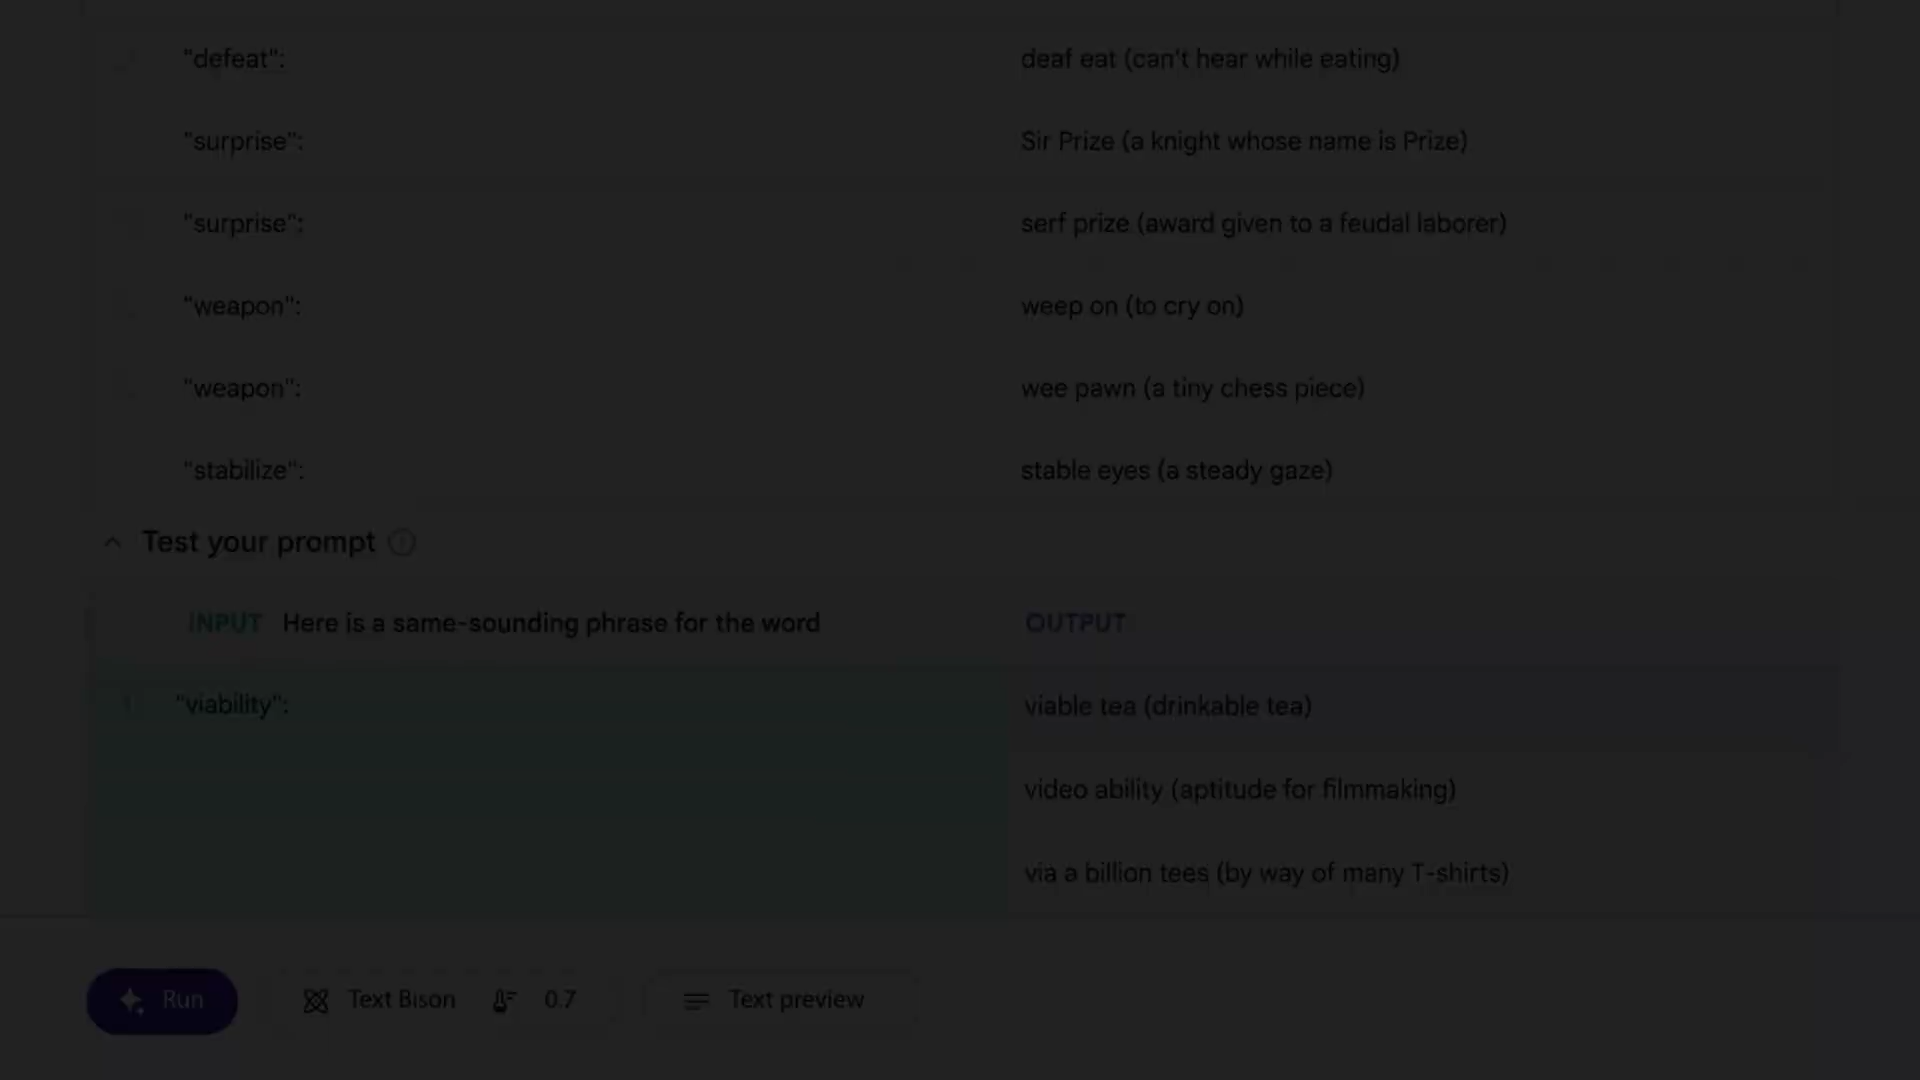 "defeat": deaf eat (can't hear while eating)
"surprise": Sir Prize (a knight whose name is Prize)
"surprise": serf prize (award given to a feudal laborer)
"weapon": weep on (to cry on)
"weapon": wee pawn (a tiny chess piece)
"stabilize": stable eyes (a steady gaze)
Test your prompt
INPUT Here is a same-sounding phrase for the word OUTPUT
"viability": viable tea (drinkable tea)
video ability (aptitude for filmmaking)
via a billion tees (by way of many T-shirts)
Run Text Bison 0.7 Text preview